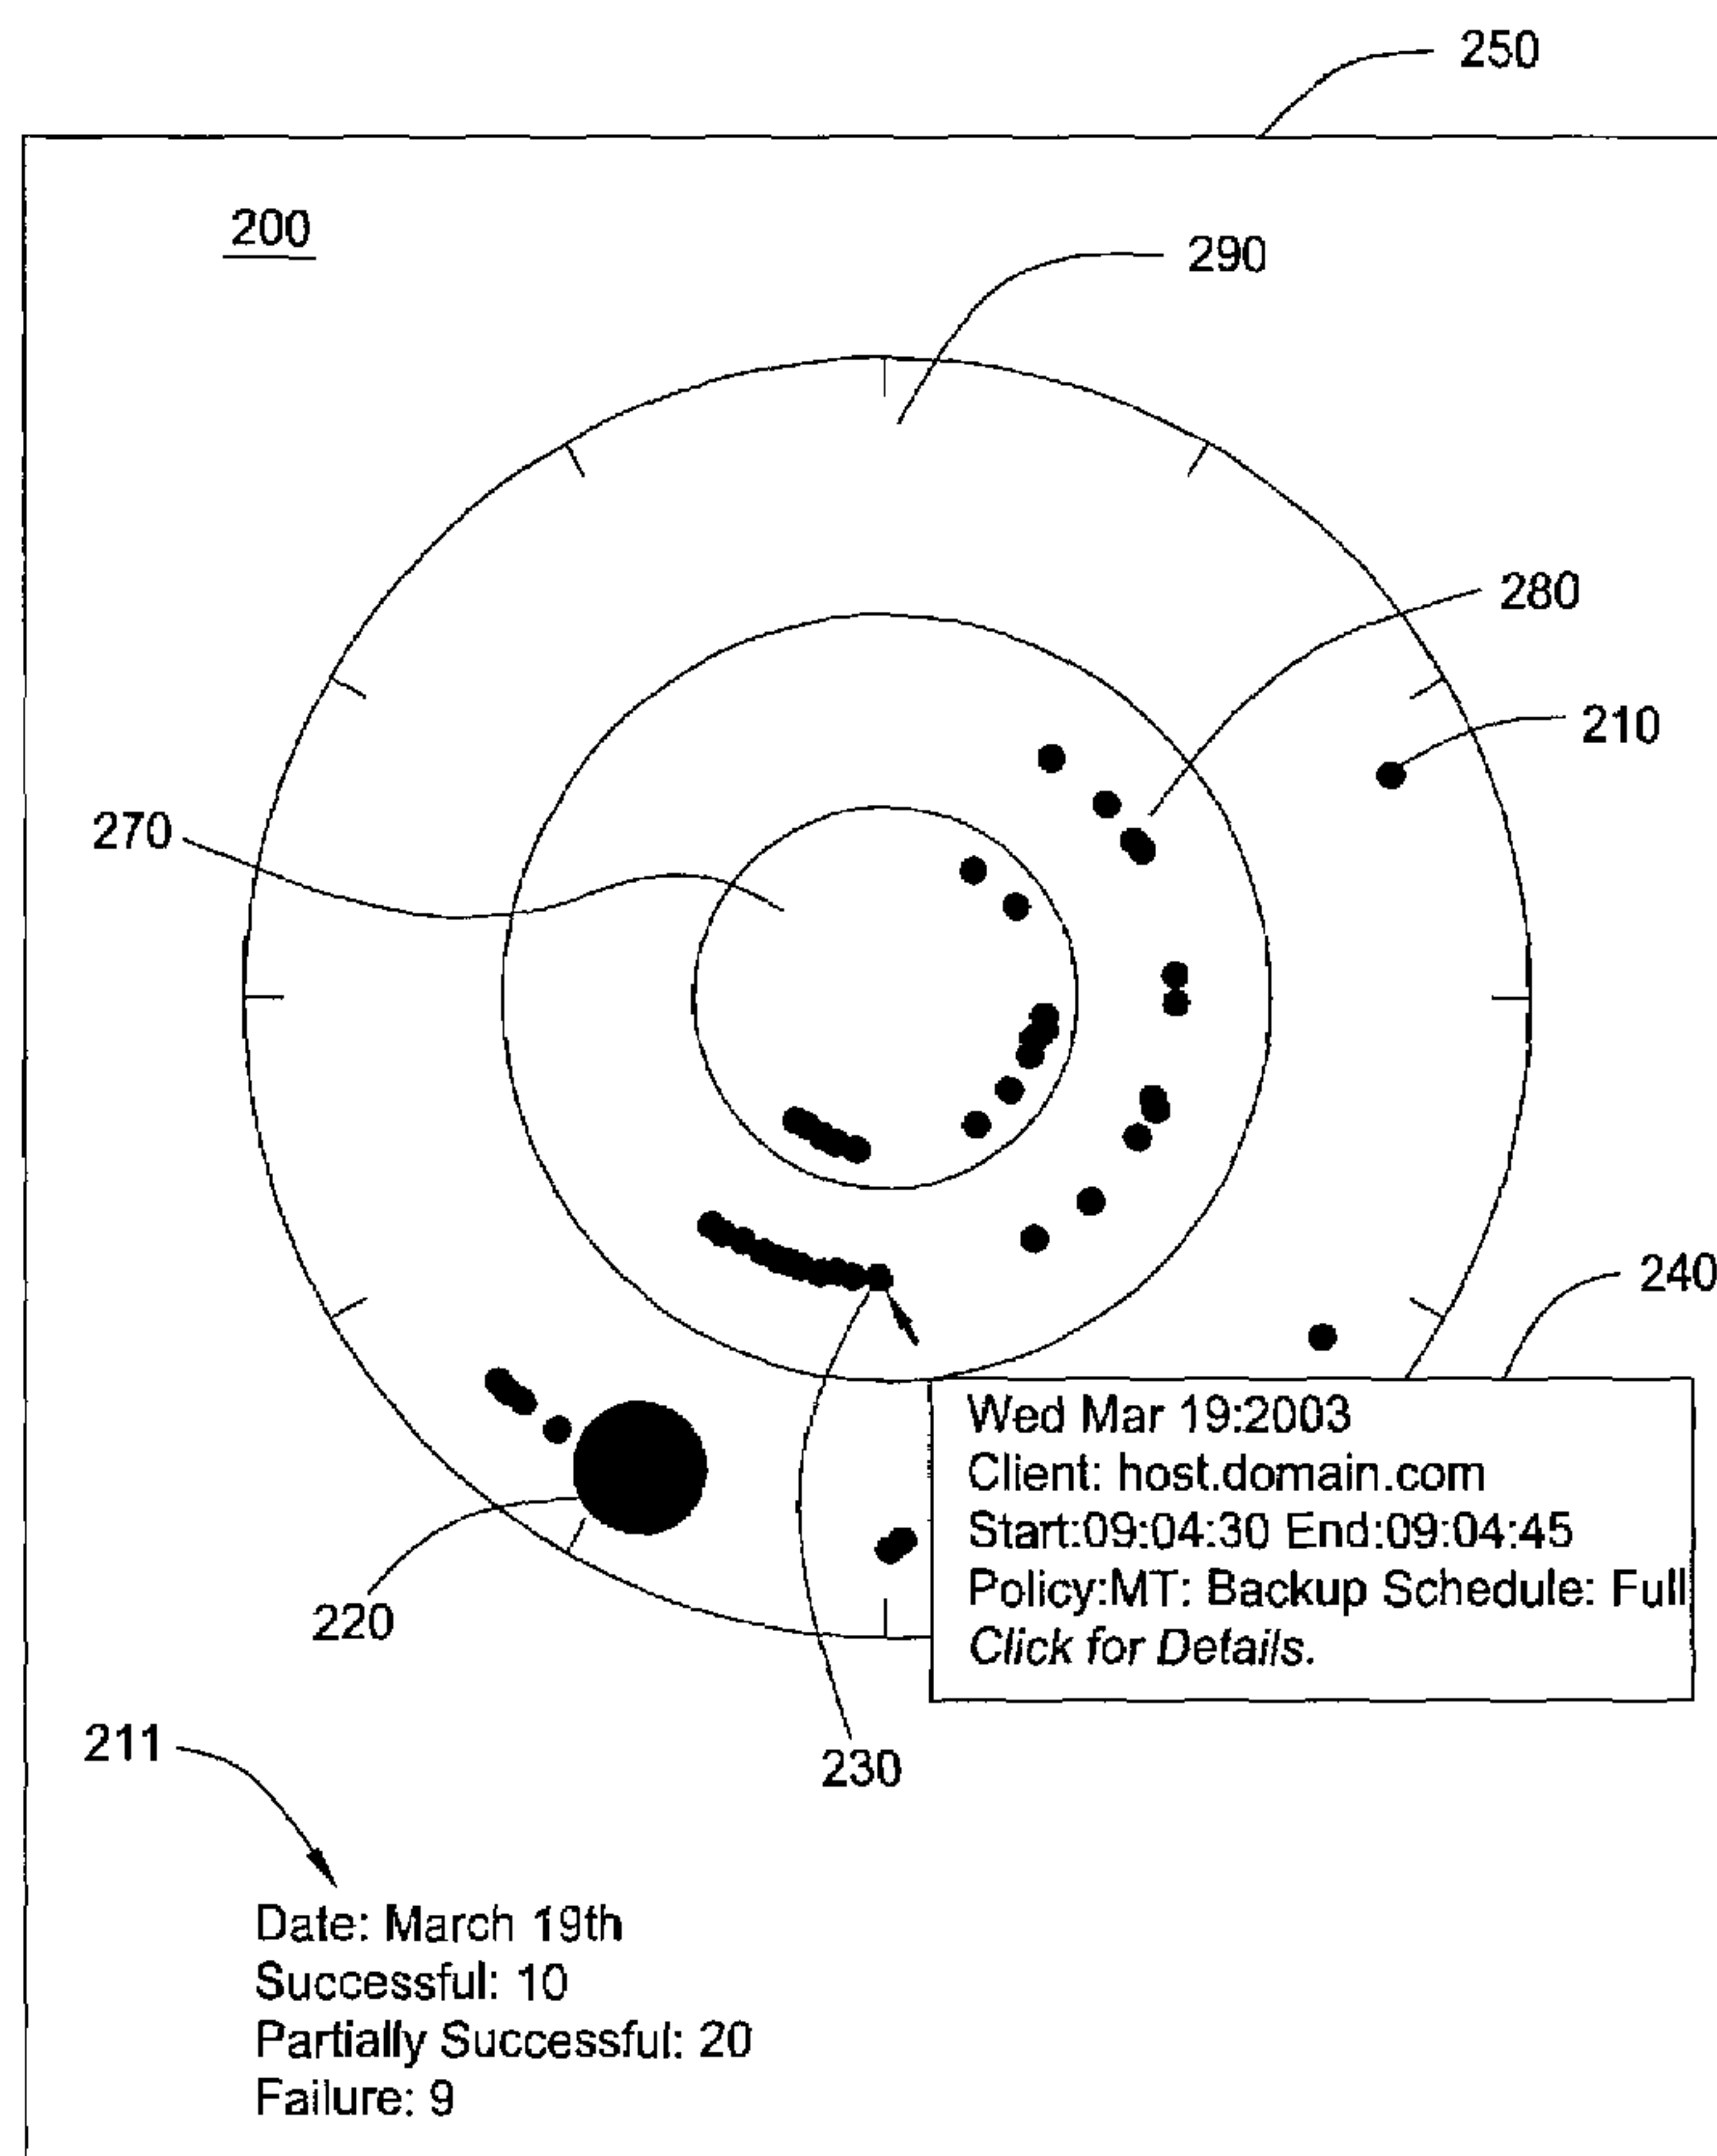 250
200
290
280
210
270
240
Wed Mar 19:2003
Client: host.domain.com
Start:09:04:30 End:09:04:45
Policy:MT: Backup Schedule: Full
Click for Details.
220
230
211
Date: March 19th
Successful: 10
Partially Successful: 20
Failure: 9